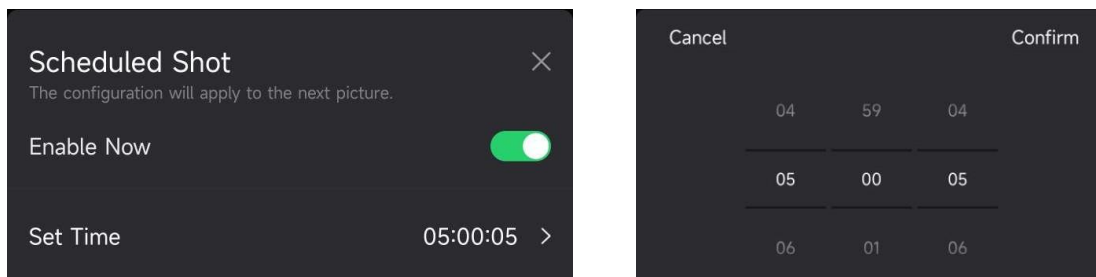 Scheduled Shot
The configuration will apply to the next picture.
Enable Now
Set Time 05:00:05 >
Cancel Confirm
04 59 04
05 00 05
06 01 06